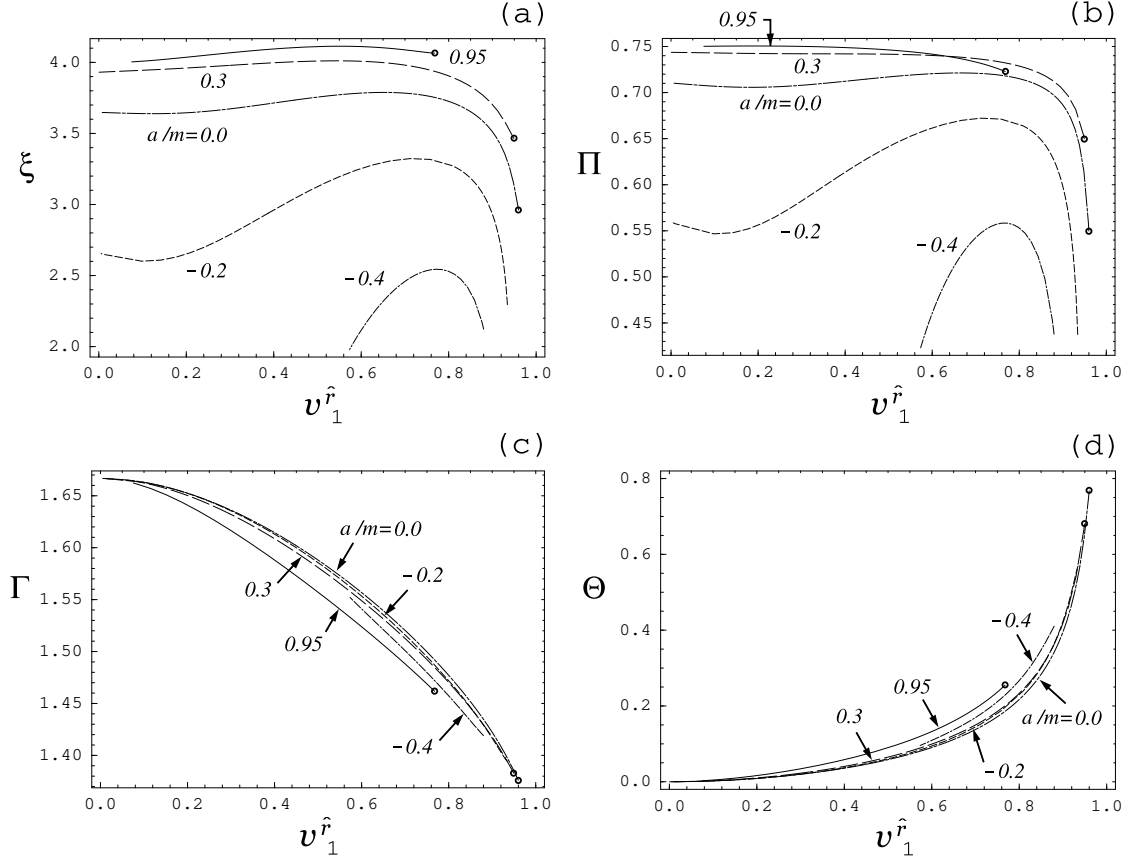 (a)
4.0
3.5
3.0
2.5
2.0
ξ
0.95
0.3
a/m=0.0
−0.2
−0.4
0.0 0.2 0.4 0.6 0.8 1.0
v^r̂_1
(b)
0.75
0.70
0.65
0.60
0.55
0.50
0.45
Π
0.95
0.3
a/m=0.0
−0.2
−0.4
0.0 0.2 0.4 0.6 0.8 1.0
v^r̂_1
(c)
1.65
1.60
1.55
1.50
1.45
1.40
Γ
a/m=0.0
−0.2
0.3
0.95
−0.4
0.0 0.2 0.4 0.6 0.8 1.0
v^r̂_1
(d)
0.8
0.6
0.4
0.2
0.0
Θ
−0.4
0.95
0.3
a/m=0.0
−0.2
0.0 0.2 0.4 0.6 0.8 1.0
v^r̂_1